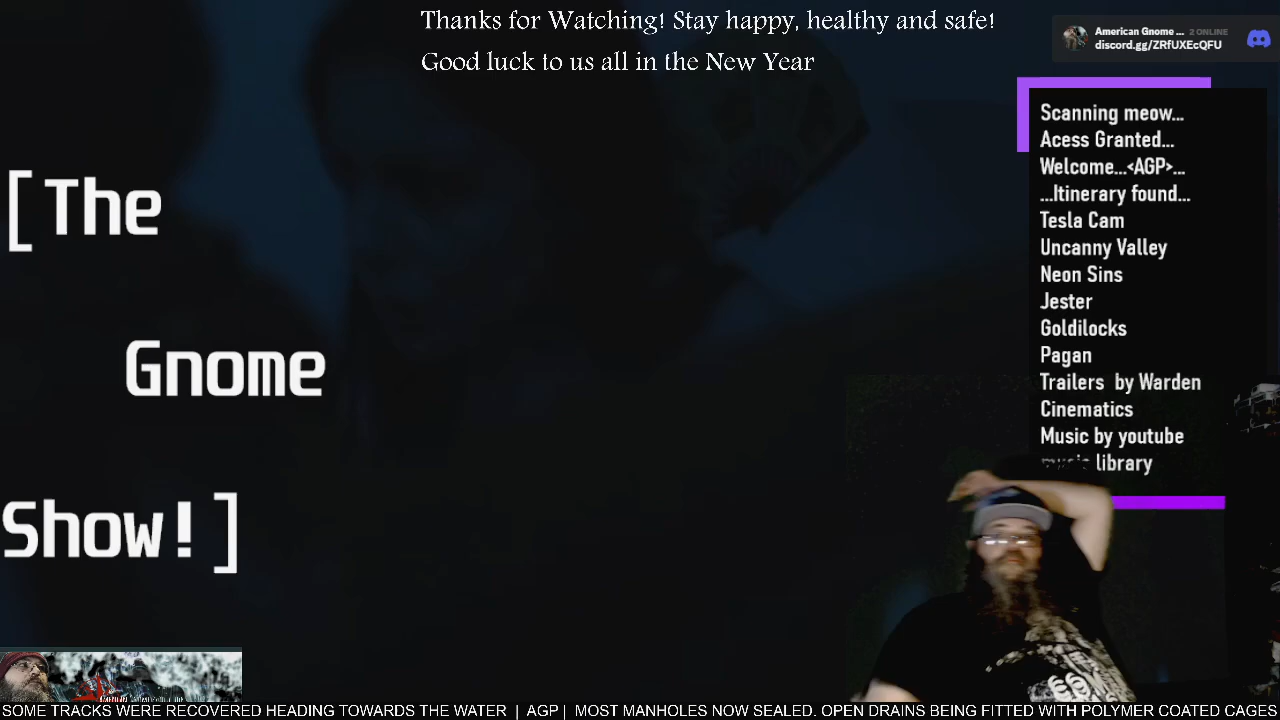 Thanks for Watching! Stay happy, healthy and safe!
Good luck to us all in the New Year
American Gnome ... 2 ONLINE
discord.gg/ZRfUXEcQFU
[The
Gnome
Show!]
Scanning meow...
Acess Granted...
Welcome...<AGP>...
...Itinerary found...
Tesla Cam
Uncanny Valley
Neon Sins
Jester
Goldilocks
Pagan
Trailers by Warden
Cinematics
Music by youtube
music library
SOME TRACKS WERE RECOVERED HEADING TOWARDS THE WATER | AGP | MOST MANHOLES NOW SEALED. OPEN DRAINS BEING FITTED WITH POLYMER COATED CAGES